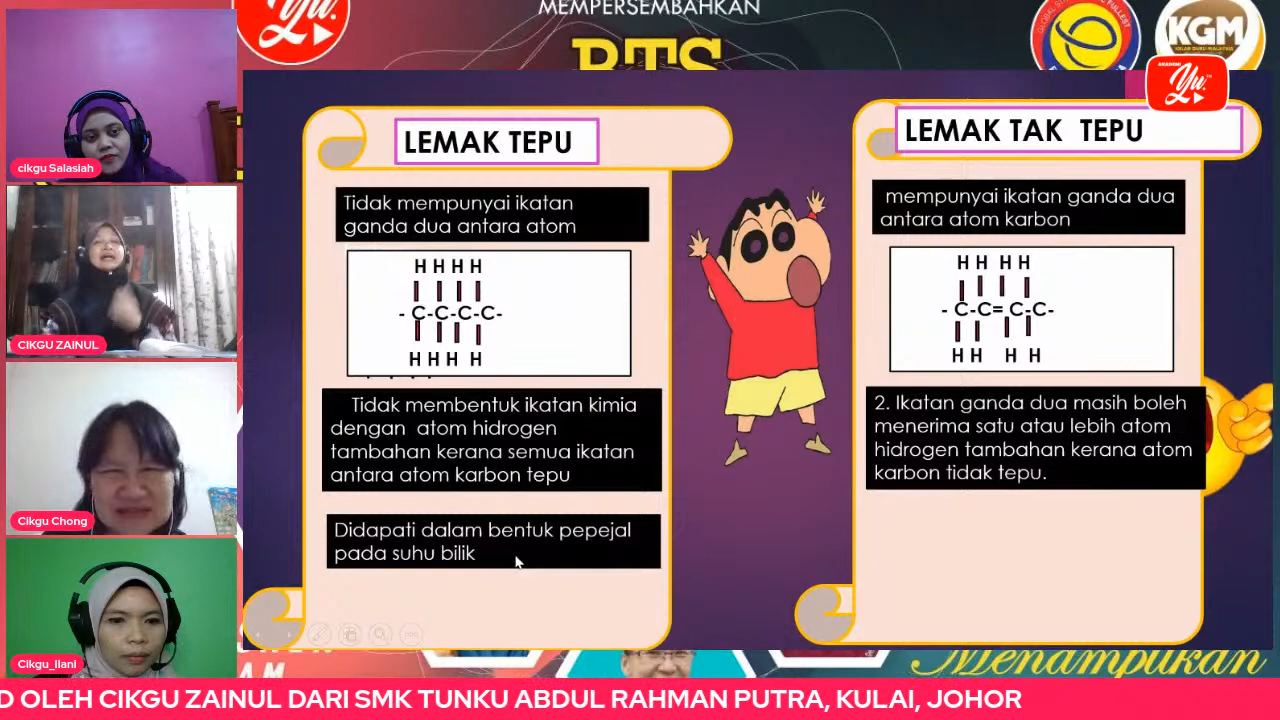 MEMPERSEMBAHKAN
BTS
Yu.
KGM
Yu.
LEMAK TEPU
Tidak mempunyai ikatan
ganda dua antara atom
H H H H
- C-C-C-C-
H H H H
Tidak membentuk ikatan kimia
dengan atom hidrogen
tambahan kerana semua ikatan
antara atom karbon tepu
Didapati dalam bentuk pepejal
pada suhu bilik
LEMAK TAK TEPU
mempunyai ikatan ganda dua
antara atom karbon
H H H H
- C-C= C-C-
H H H H
2. Ikatan ganda dua masih boleh
menerima satu atau lebih atom
hidrogen tambahan kerana atom
karbon tidak tepu.
cikgu Salasiah
CIKGU ZAINUL
Cikgu Chong
Cikgu_Ilani
Menampilkan
D OLEH CIKGU ZAINUL DARI SMK TUNKU ABDUL RAHMAN PUTRA, KULAI, JOHOR